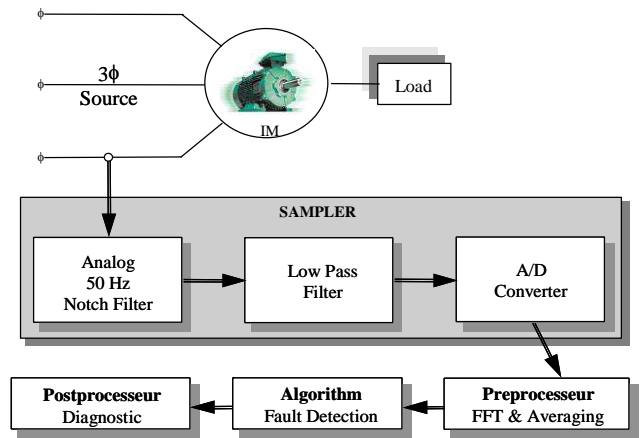 ϕ
ϕ
3ϕ
Source
ϕ
IM
Load
SAMPLER
Analog
50 Hz
Notch Filter
Low Pass
Filter
A/D
Converter
Postprocesseur
Diagnostic
Algorithm
Fault Detection
Preprocesseur
FFT & Averaging